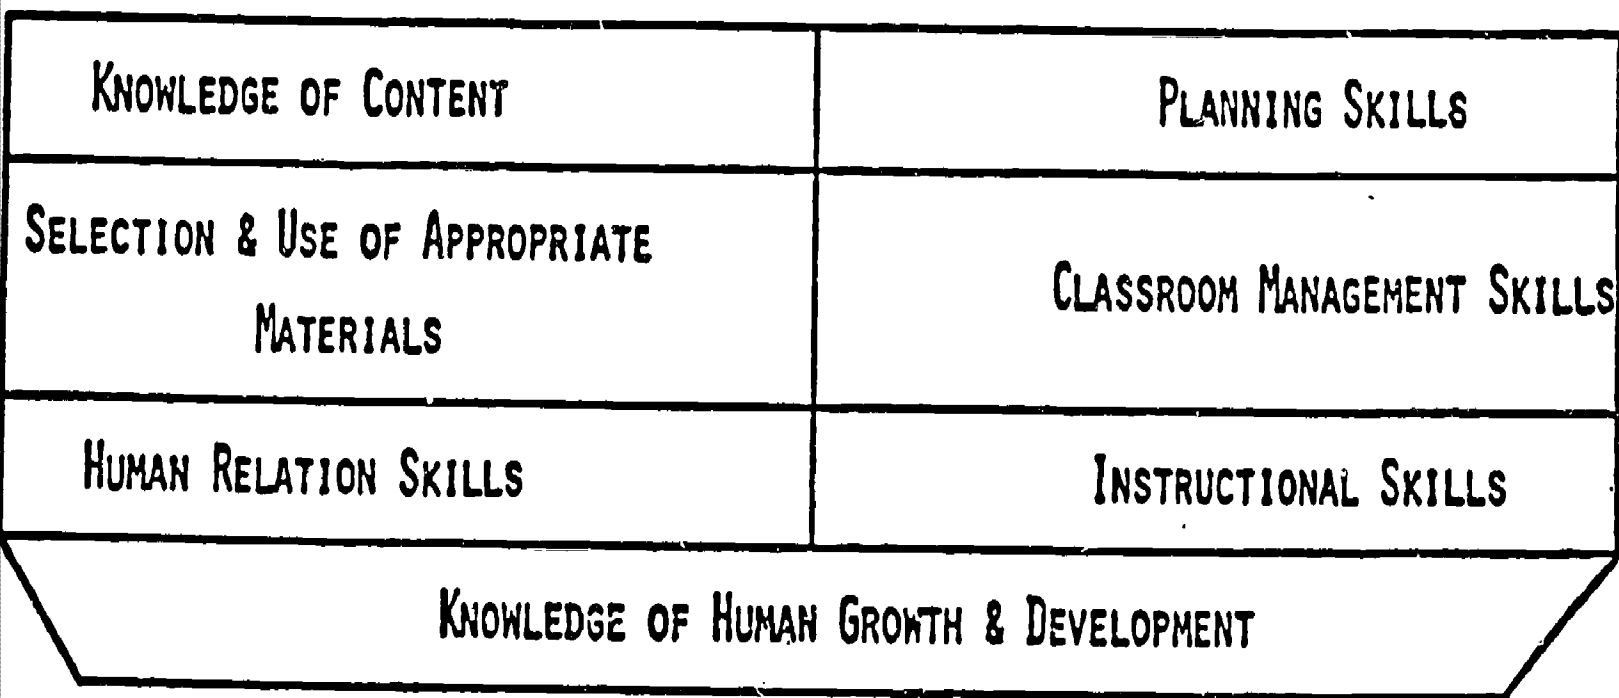 KNOWLEDGE OF CONTENT
PLANNING SKILLS
SELECTION & USE OF APPROPRIATE
MATERIALS
CLASSROOM MANAGEMENT SKILLS
HUMAN RELATION SKILLS
INSTRUCTIONAL SKILLS
KNOWLEDGE OF HUMAN GROWTH & DEVELOPMENT